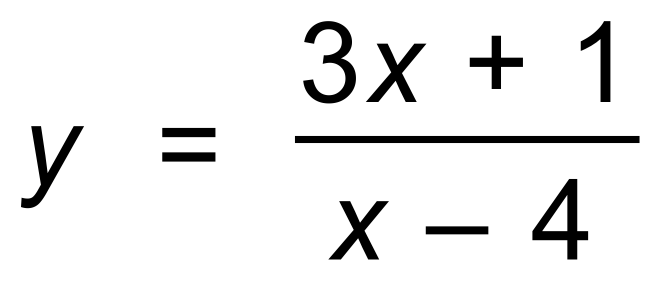 y = 3x + 1
x – 4